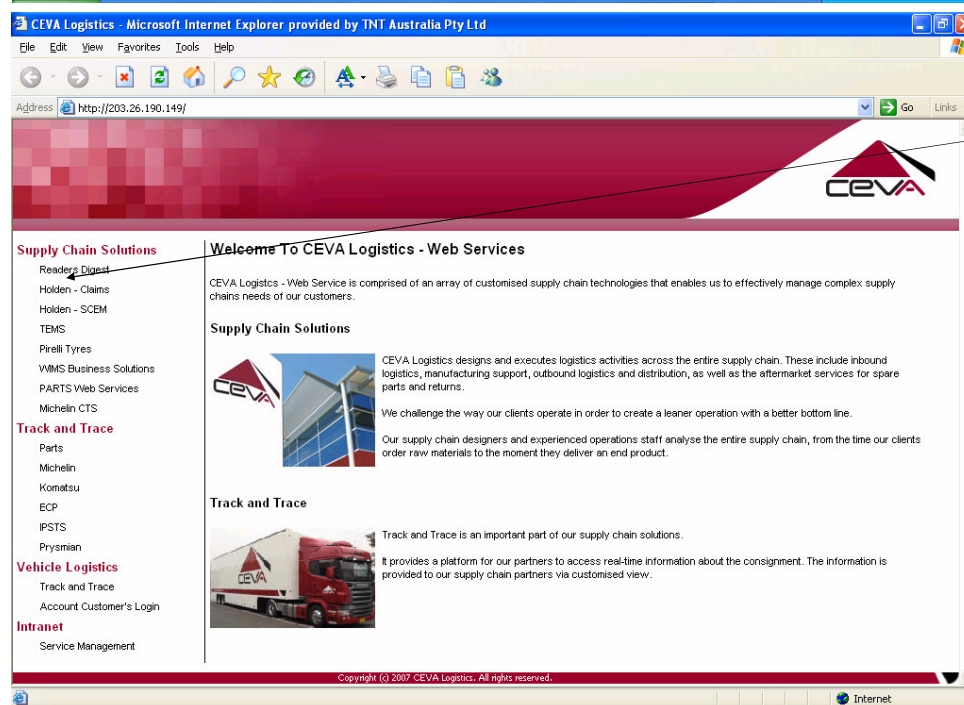 CEVA Logistics - Microsoft Internet Explorer provided by TNT Australia Pty Ltd
File Edit View Favorites Tools Help
Address http://203.26.190.149/ Go Links
CEVA
Supply Chain Solutions
Readers Digest
Holden - Claims
Holden - SCEM
TEMS
Pirelli Tyres
WIMS Business Solutions
PARTS Web Services
Michelin CTS
Track and Trace
Parts
Michelin
Komatsu
ECP
IPSTS
Prysmian
Vehicle Logistics
Track and Trace
Account Customer's Login
Intranet
Service Management
Welcome To CEVA Logistics - Web Services
CEVA Logistcs - Web Service is comprised of an array of customised supply chain technologies that enables us to effectively manage complex supply
chains needs of our customers.
Supply Chain Solutions
CEVA
CEVA Logistics designs and executes logistics activities across the entire supply chain. These include inbound
logistics, manufacturing support, outbound logistics and distribution, as well as the aftermarket services for spare
parts and returns.
We challenge the way our clients operate in order to create a leaner operation with a better bottom line.
Our supply chain designers and experienced operations staff analyse the entire supply chain, from the time our clients
order raw materials to the moment they deliver an end product.
Track and Trace
CEVA
Track and Trace is an important part of our supply chain solutions.
It provides a platform for our partners to access real-time information about the consignment. The information is
provided to our supply chain partners via customised view.
Copyright (c) 2007 CEVA Logistics. All rights reserved.
Internet